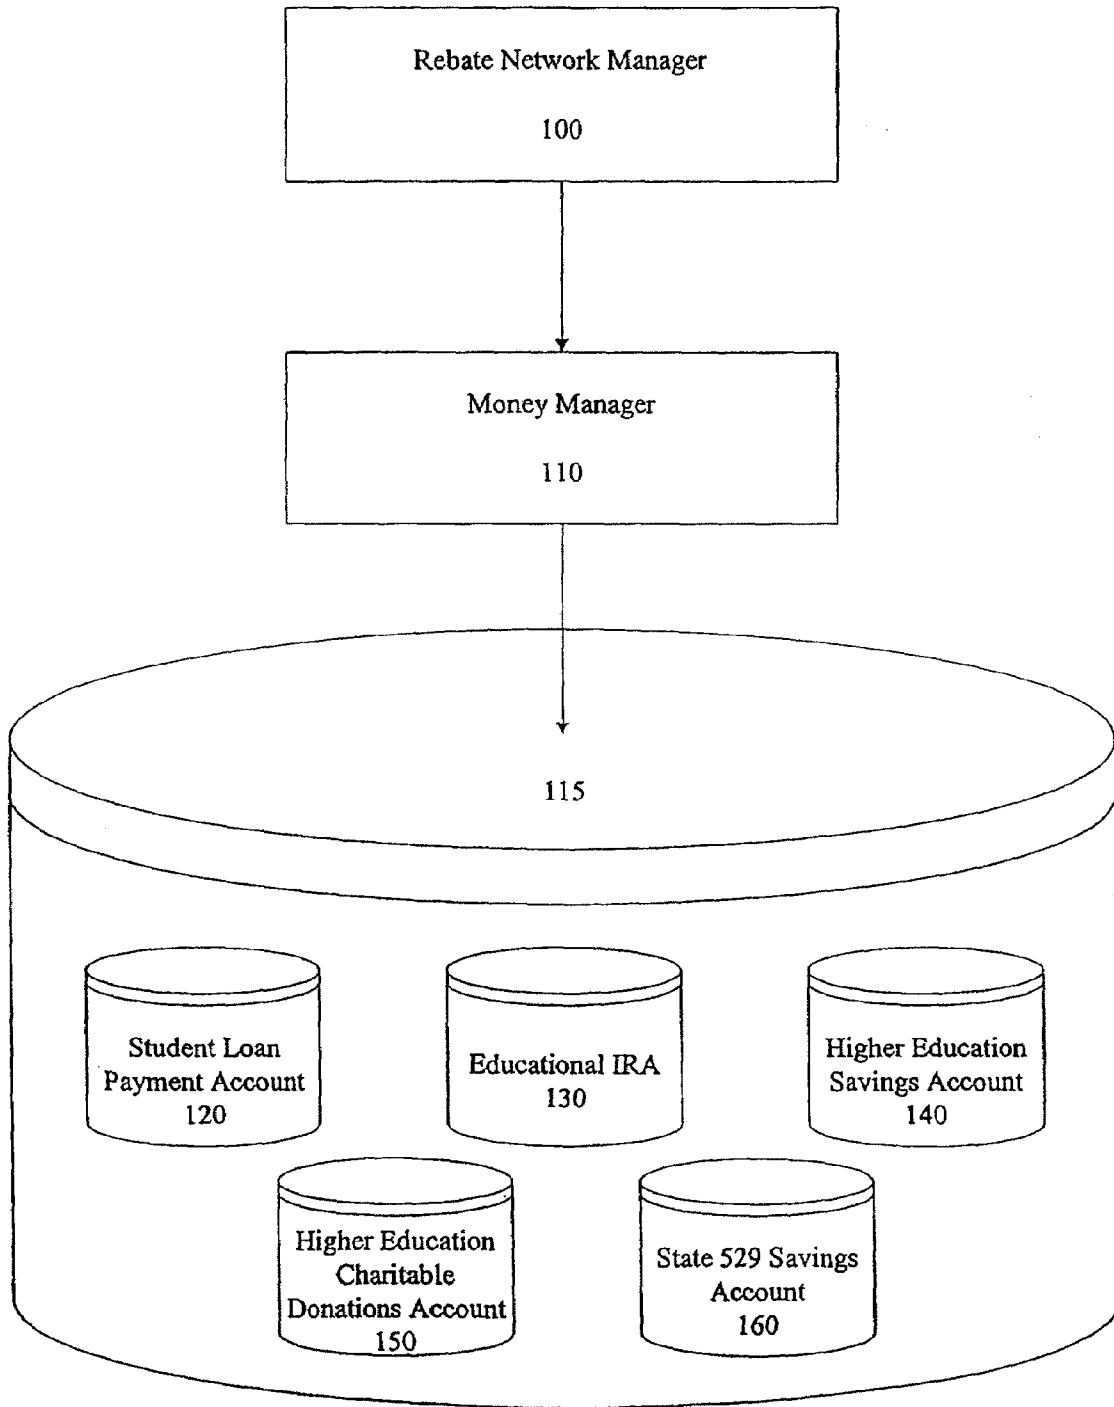 Rebate Network Manager
100
Money Manager
110
115
Student Loan
Payment Account
120
Educational IRA
130
Higher Education
Savings Account
140
Higher Education
Charitable
Donations Account
150
State 529 Savings
Account
160